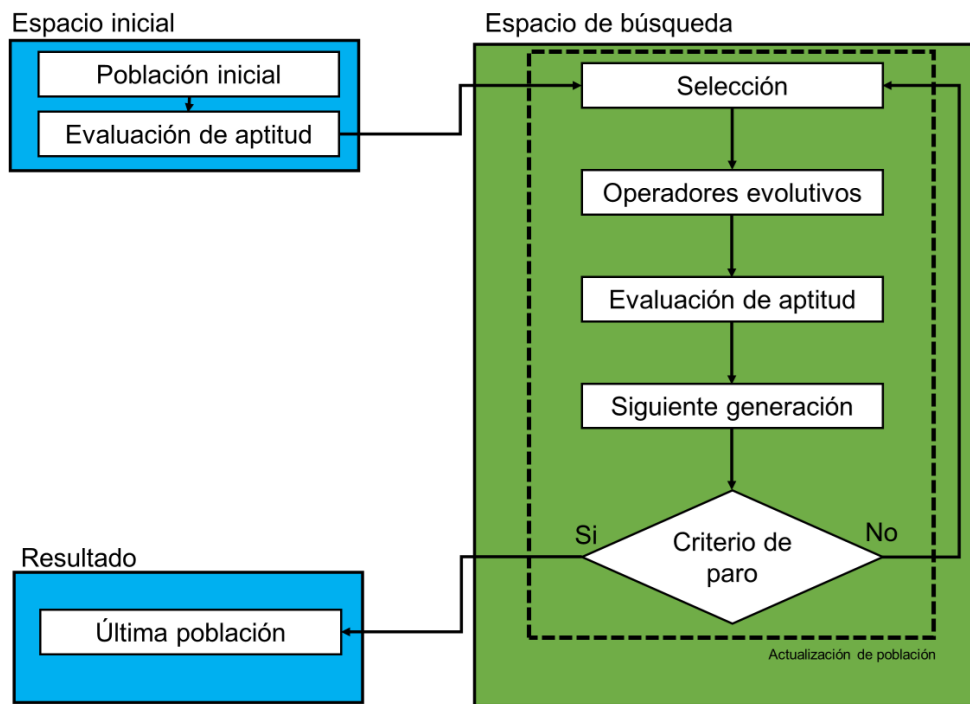 Espacio inicial
Población inicial
Evaluación de aptitud
Espacio de búsqueda
Selección
Operadores evolutivos
Evaluación de aptitud
Siguiente generación
Si
Criterio de
paro
No
Actualización de población
Resultado
Última población